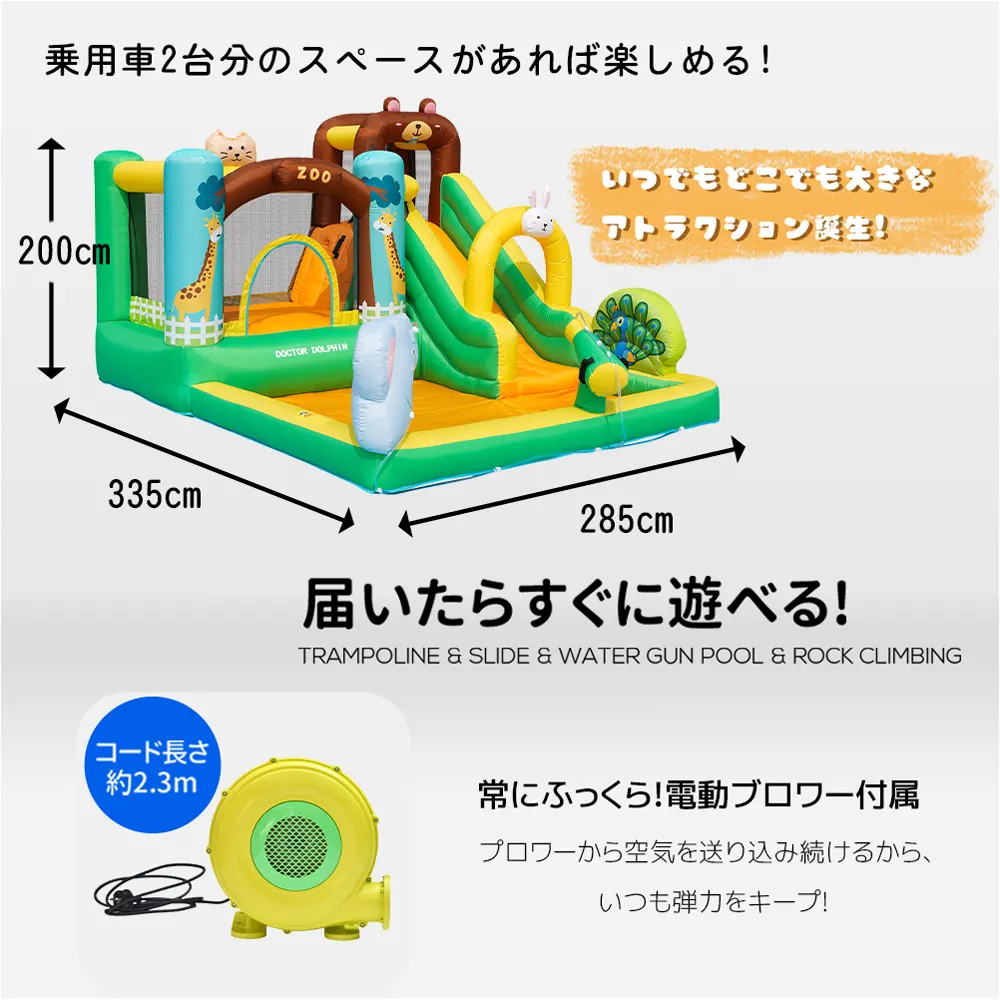 乗用車2台分のスペースがあれば楽しめる!
いつでもどこでも大きな
アトラクション誕生!
200cm
ZOO
DOCTOR DOLPHIN
335cm
285cm
届いたらすぐに遊べる!
TRAMPOLINE & SLIDE & WATER GUN POOL & ROCK CLIMBING
コード長さ
約2.3m
常にふっくら!電動ブロワー付属
ブロワーから空気を送り込み続けるから、
いつも弾力をキープ!